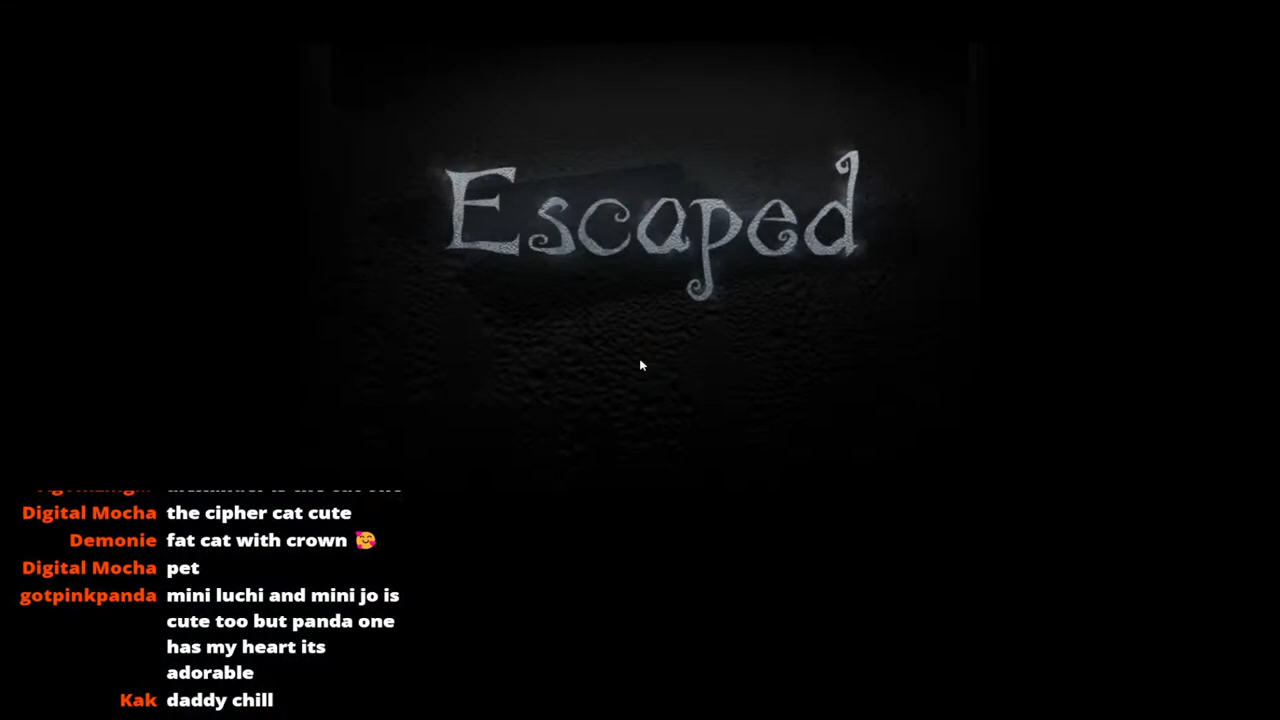 Escaped
Digital Mocha the cipher cat cute
Demonie fat cat with crown 🥰
Digital Mocha pet
gotpinkpanda mini luchi and mini jo is
cute too but panda one
has my heart its
adorable
Kak daddy chill